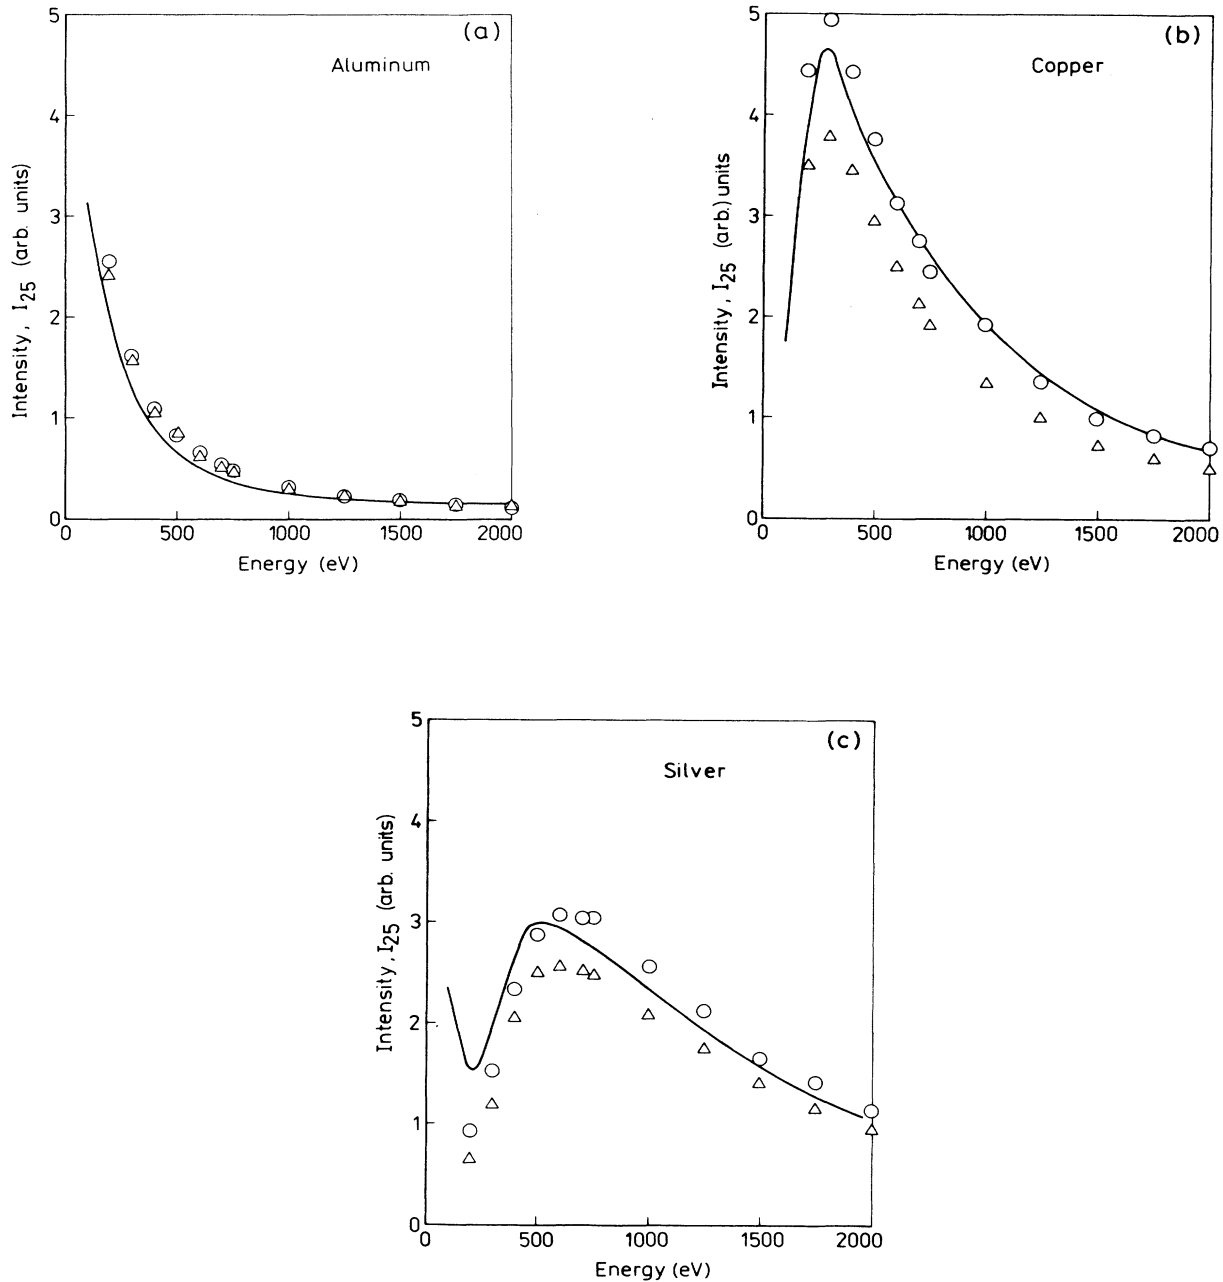 (a)
Aluminum
5
4
3
2
1
0
Intensity, I25 (arb. units)
0 500 1000 1500 2000
Energy (eV)
(b)
Copper
5
4
3
2
1
0
Intensity, I25 (arb.) units
0 500 1000 1500 2000
Energy (eV)
(c)
Silver
5
4
3
2
1
0
Intensity, I25 (arb. units)
0 500 1000 1500 2000
Energy (eV)